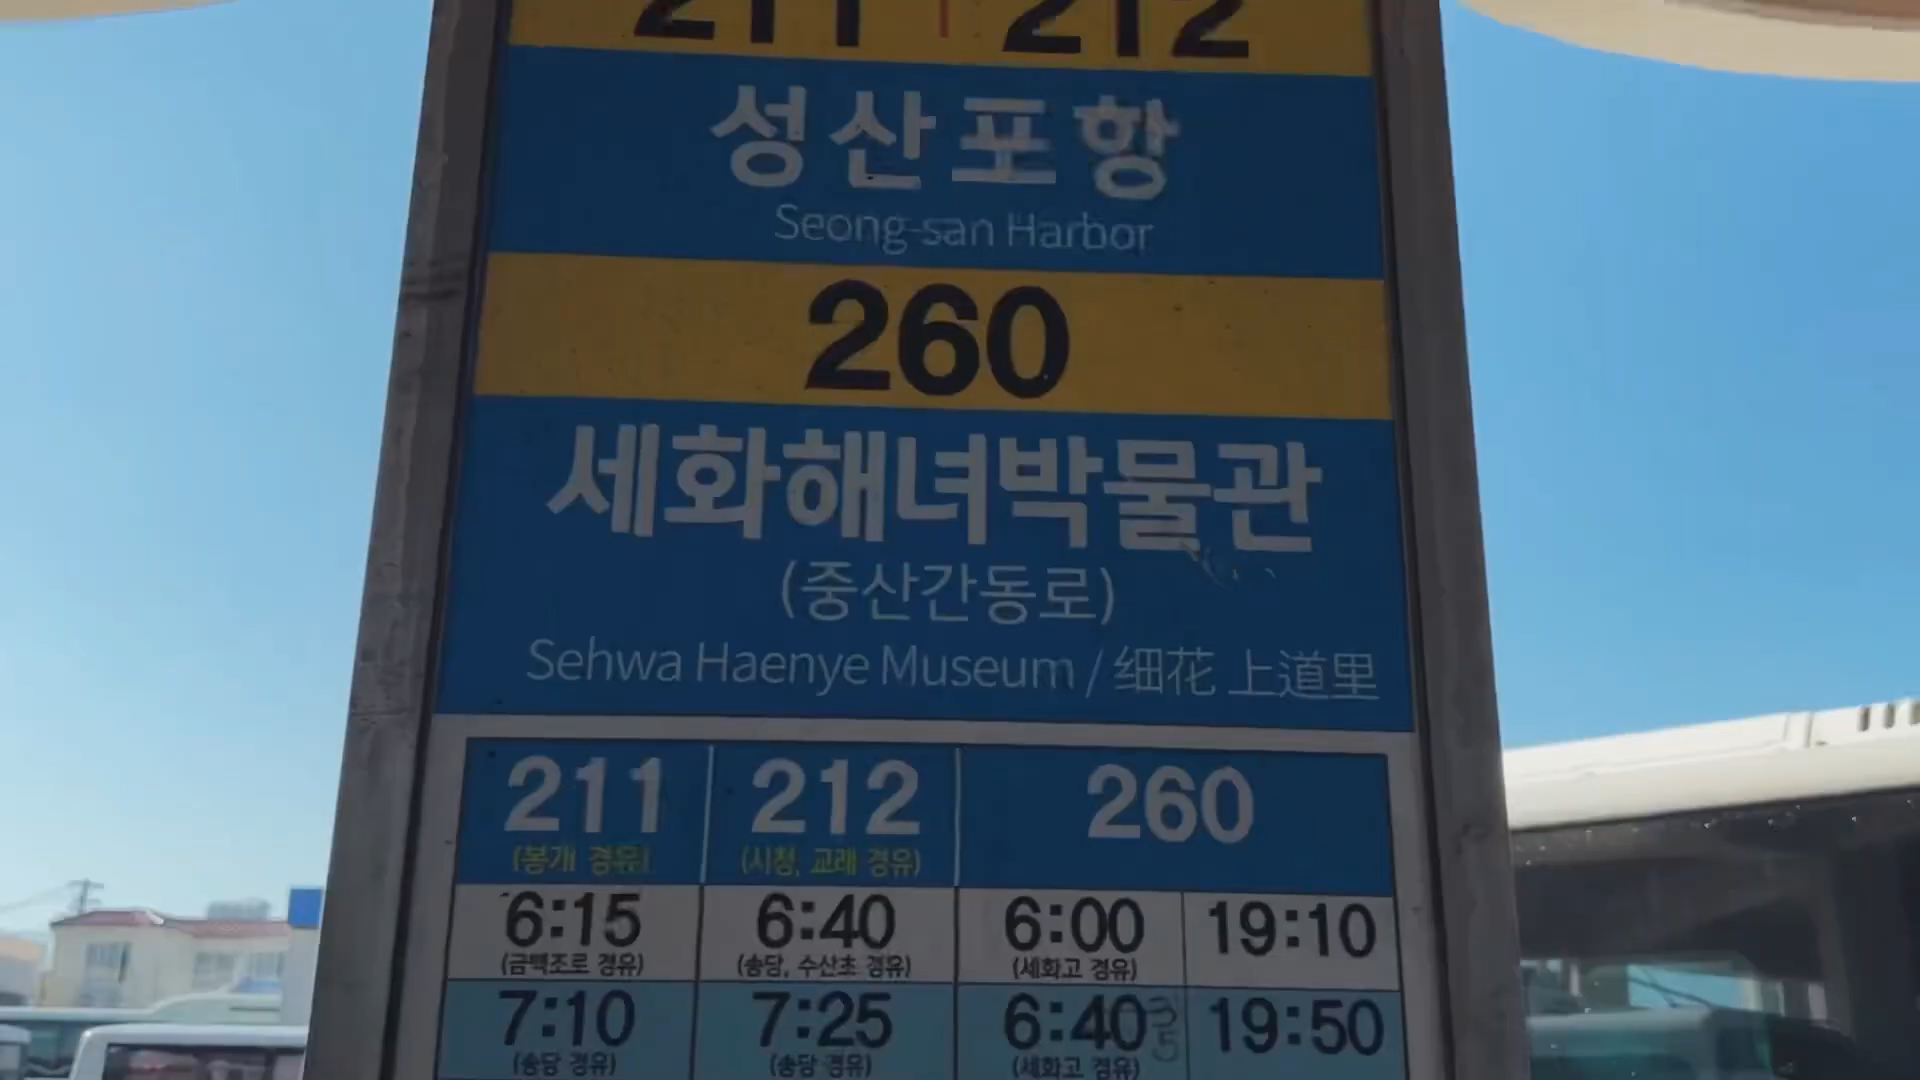 211 | 212
성산포항
Seong-san Harbor
260
세화해녀박물관
(중산간동로)
Sehwa Haenye Museum / 细花 上道里
211 212 260
(봉개 경유) (시청, 교래 경유)
6:15 6:40 6:00 19:10
(금백조로 경유) (송당, 수산초 경유) (세화고 경유)
7:10 7:25 6:40 35 19:50
(송당 경유) (송당 경유) (세화고 경유)